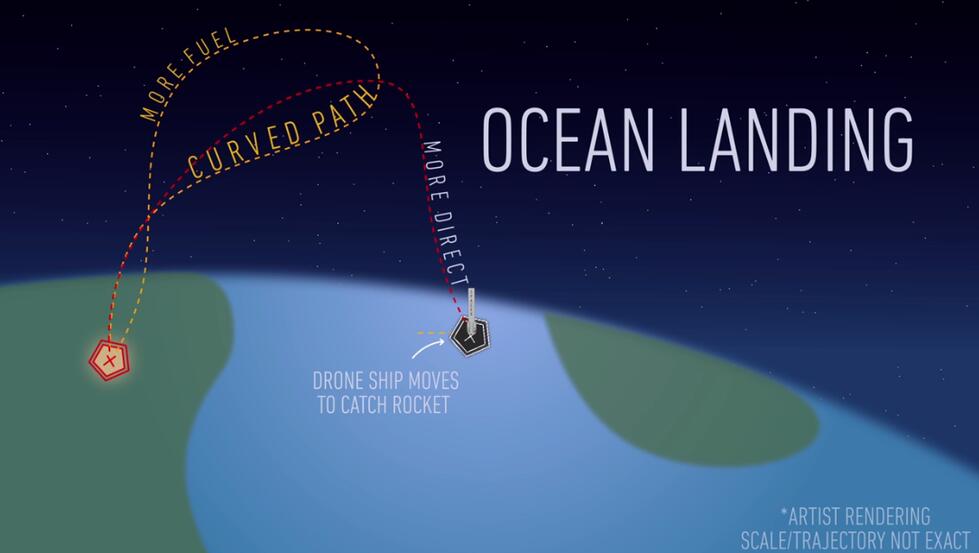 MORE FUEL
CURVED PATH
MORE DIRECT
OCEAN LANDING
DRONE SHIP MOVES
TO CATCH ROCKET
*ARTIST RENDERING
SCALE/TRAJECTORY NOT EXACT